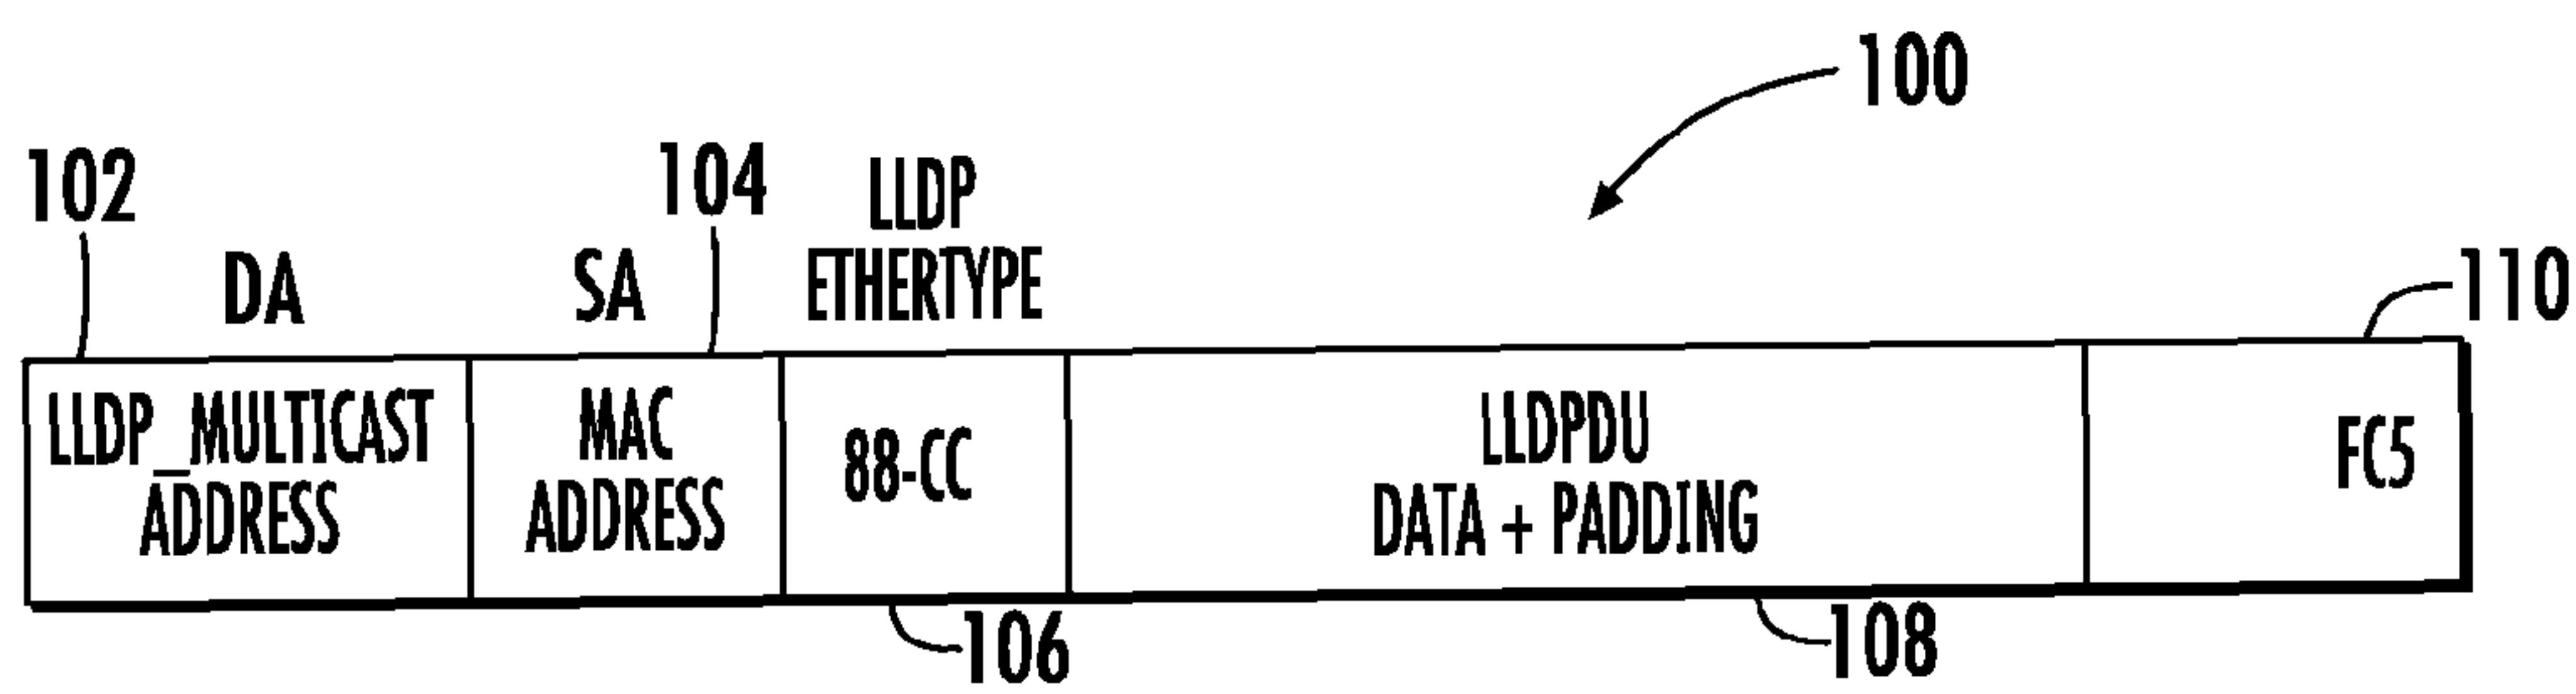 100
102
104
LLDP
ETHERTYPE
DA
SA
110
LLDP_MULTICAST
ADDRESS
MAC
ADDRESS
88-CC
LLDPDU
DATA + PADDING
FC5
106
108